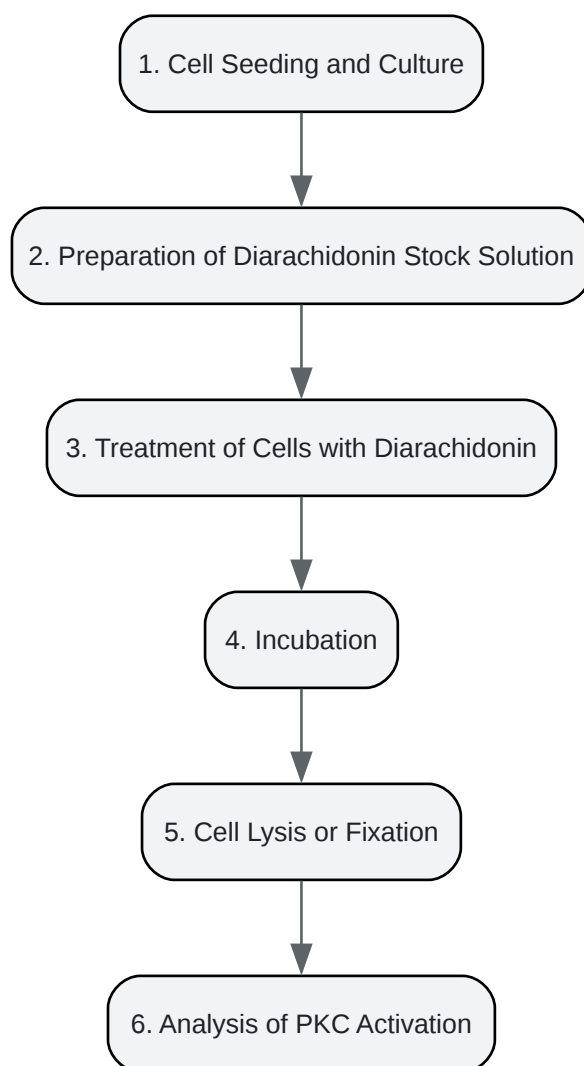 1. Cell Seeding and Culture
2. Preparation of Diarachidonin Stock Solution
3. Treatment of Cells with Diarachidonin
4. Incubation
5. Cell Lysis or Fixation
6. Analysis of PKC Activation